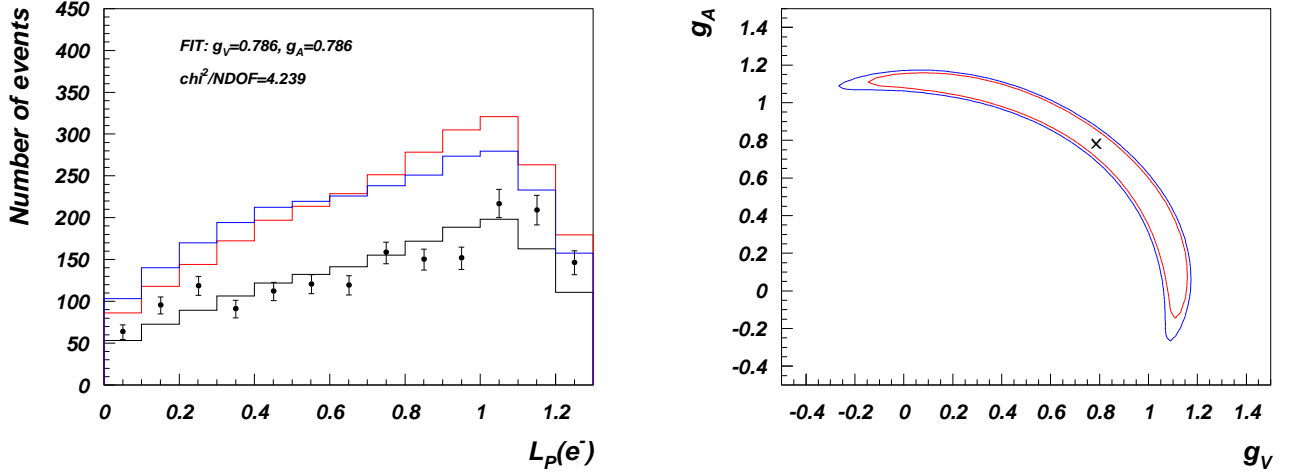 Number of events
450
400
350
300
250
200
150
100
50
0
FIT: g_V=0.786, g_A=0.786
chi^2/NDOF=4.239
0 0.2 0.4 0.6 0.8 1 1.2
L_P(e^-)
g_A
1.4
1.2
1
0.8
0.6
0.4
0.2
0
-0.2
-0.4
-0.4 -0.2 0 0.2 0.4 0.6 0.8 1 1.2 1.4
g_V